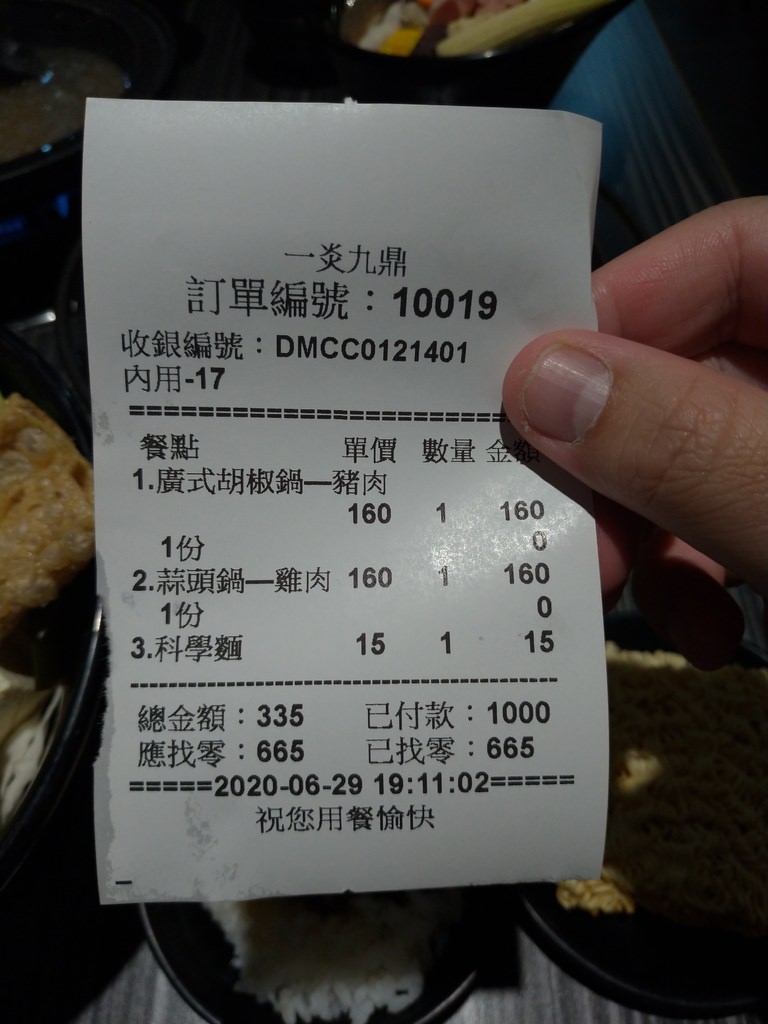 一炎九鼎
訂單編號：10019
收銀編號：DMCC0121401
內用-17
==========================
餐點 單價 數量 金額
1.廣式胡椒鍋—豬肉
160 1 160
1份 0
2.蒜頭鍋—雞肉 160 1 160
1份 0
3.科學麵 15 1 15
--------------------------------------------------
總金額：335 已付款：1000
應找零：665 已找零：665
=====2020-06-29 19:11:02=====
祝您用餐愉快